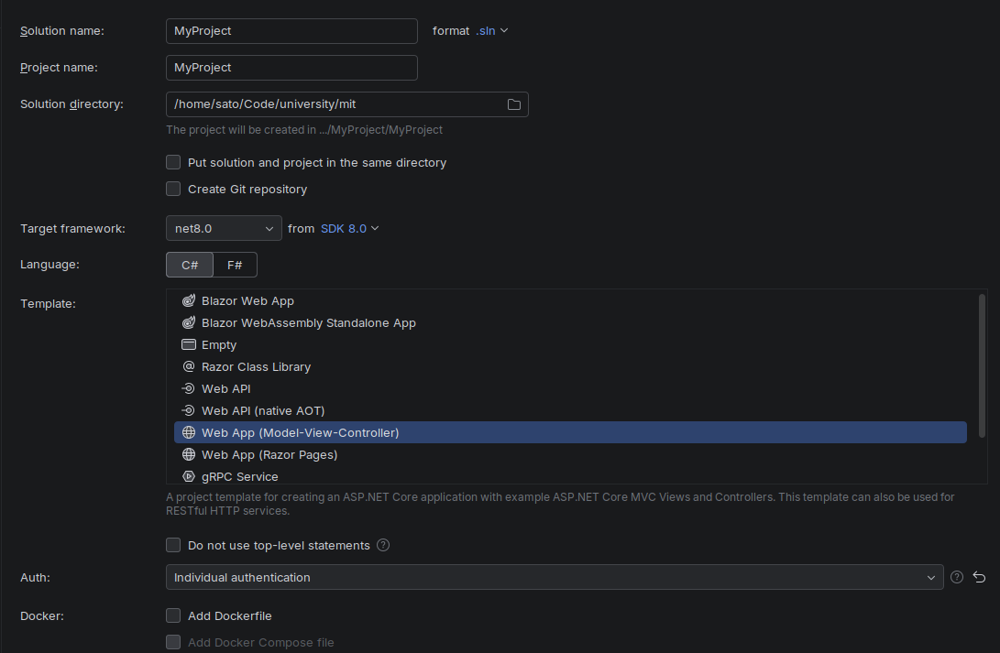 Solution name: MyProject format .sln
Project name: MyProject
Solution directory: /home/sato/Code/university/mit
The project will be created in .../MyProject/MyProject
Put solution and project in the same directory
Create Git repository
Target framework: net8.0 from SDK 8.0
Language: C# F#
Template:
Blazor Web App
Blazor WebAssembly Standalone App
Empty
Razor Class Library
Web API
Web API (native AOT)
Web App (Model-View-Controller)
Web App (Razor Pages)
gRPC Service
A project template for creating an ASP.NET Core application with example ASP.NET Core MVC Views and Controllers. This template can also be used for
RESTful HTTP services.
Do not use top-level statements ?
Auth: Individual authentication ?
Docker: Add Dockerfile
Add Docker Compose file